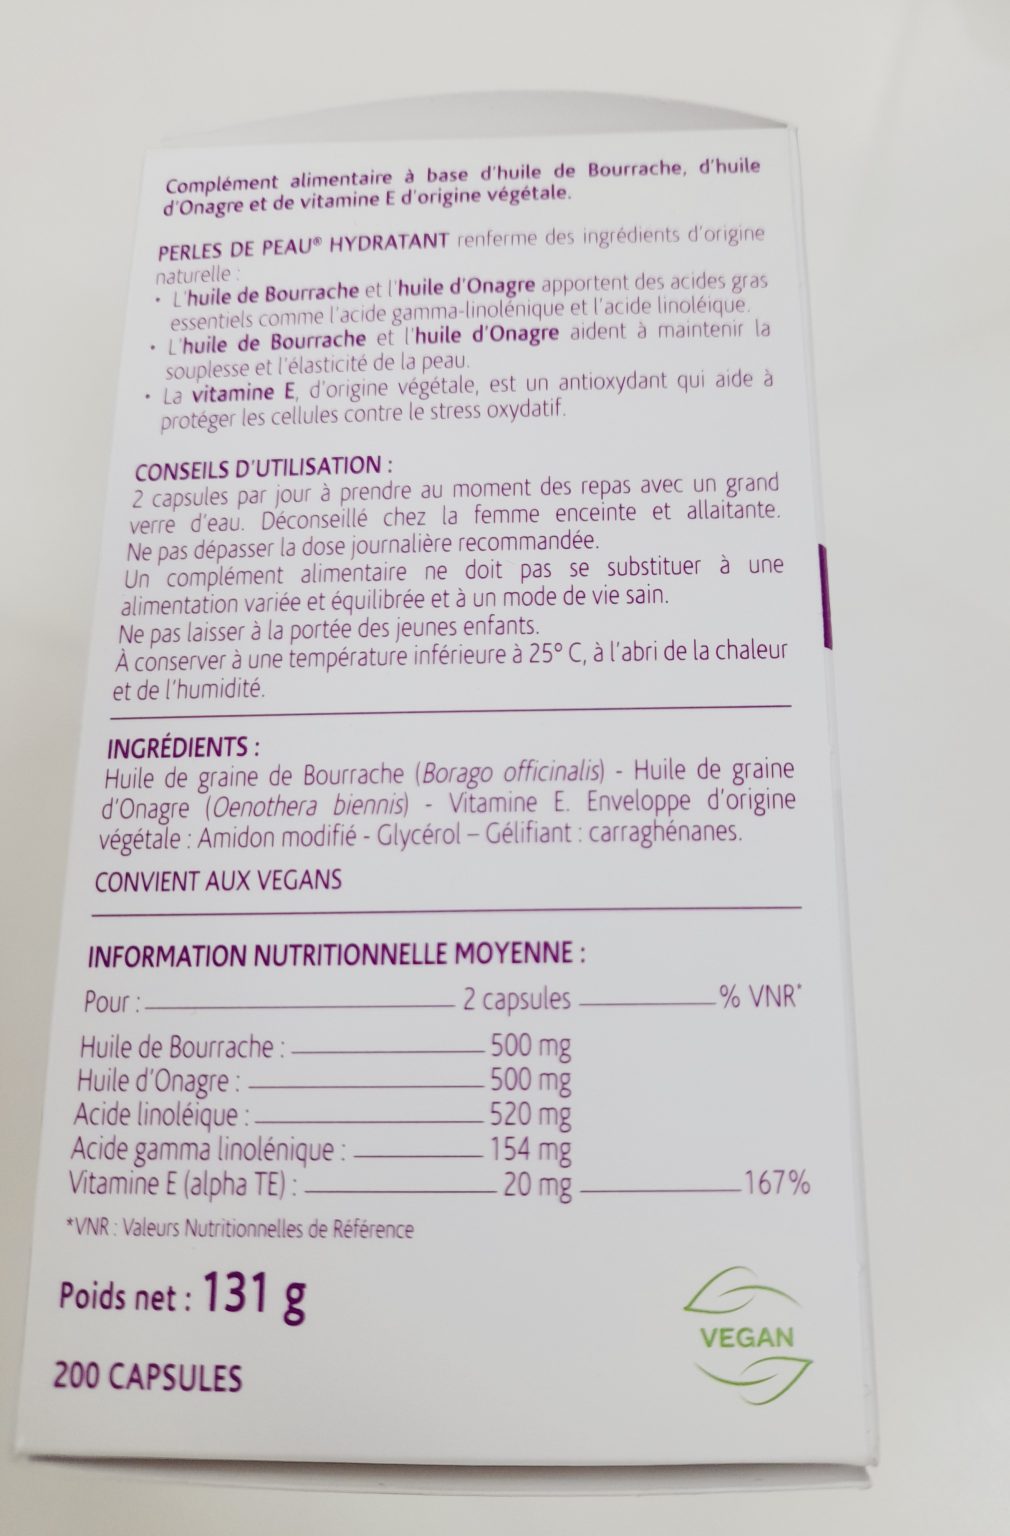 Complément alimentaire à base d'huile de Bourrache, d'huile
d'Onagre et de vitamine E d'origine végétale.
PERLES DE PEAU® HYDRATANT renferme des ingrédients d'origine
naturelle :
• L'huile de Bourrache et l'huile d'Onagre apportent des acides gras
essentiels comme l'acide gamma-linolénique et l'acide linoléique.
• L'huile de Bourrache et l'huile d'Onagre aident à maintenir la
souplesse et l'élasticité de la peau.
• La vitamine E, d'origine végétale, est un antioxydant qui aide à
protéger les cellules contre le stress oxydatif.
CONSEILS D'UTILISATION :
2 capsules par jour à prendre au moment des repas avec un grand
verre d'eau. Déconseillé chez la femme enceinte et allaitante.
Ne pas dépasser la dose journalière recommandée.
Un complément alimentaire ne doit pas se substituer à une
alimentation variée et équilibrée et à un mode de vie sain.
Ne pas laisser à la portée des jeunes enfants.
À conserver à une température inférieure à 25° C, à l'abri de la chaleur
et de l'humidité.
INGRÉDIENTS :
Huile de graine de Bourrache (Borago officinalis) - Huile de graine
d'Onagre (Oenothera biennis) - Vitamine E. Enveloppe d'origine
végétale : Amidon modifié - Glycérol – Gélifiant : carraghénanes.
CONVIENT AUX VEGANS
INFORMATION NUTRITIONNELLE MOYENNE :
Pour : 2 capsules % VNR*
Huile de Bourrache : 500 mg
Huile d'Onagre : 500 mg
Acide linoléique : 520 mg
Acide gamma linolénique : 154 mg
Vitamine E (alpha TE) : 20 mg 167%
*VNR : Valeurs Nutritionnelles de Référence
Poids net : 131 g
VEGAN
200 CAPSULES